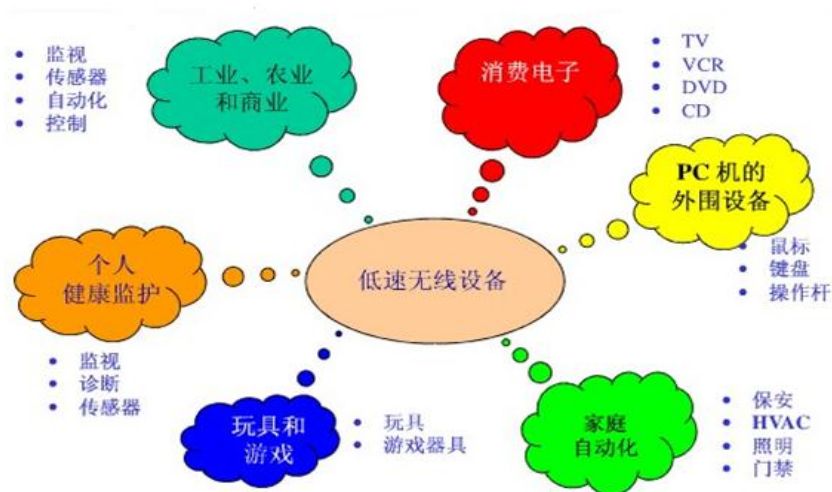 • 监视
• 传感器
• 自动化
• 控制
工业、农业
和商业
消费电子
• TV
• VCR
• DVD
• CD
PC 机的
外围设备
• 鼠标
• 键盘
• 操作杆
个人
健康监护
• 监视
• 诊断
• 传感器
低速无线设备
玩具和
游戏
• 玩具
• 游戏器具
家庭
自动化
• 保安
• HVAC
• 照明
• 门禁